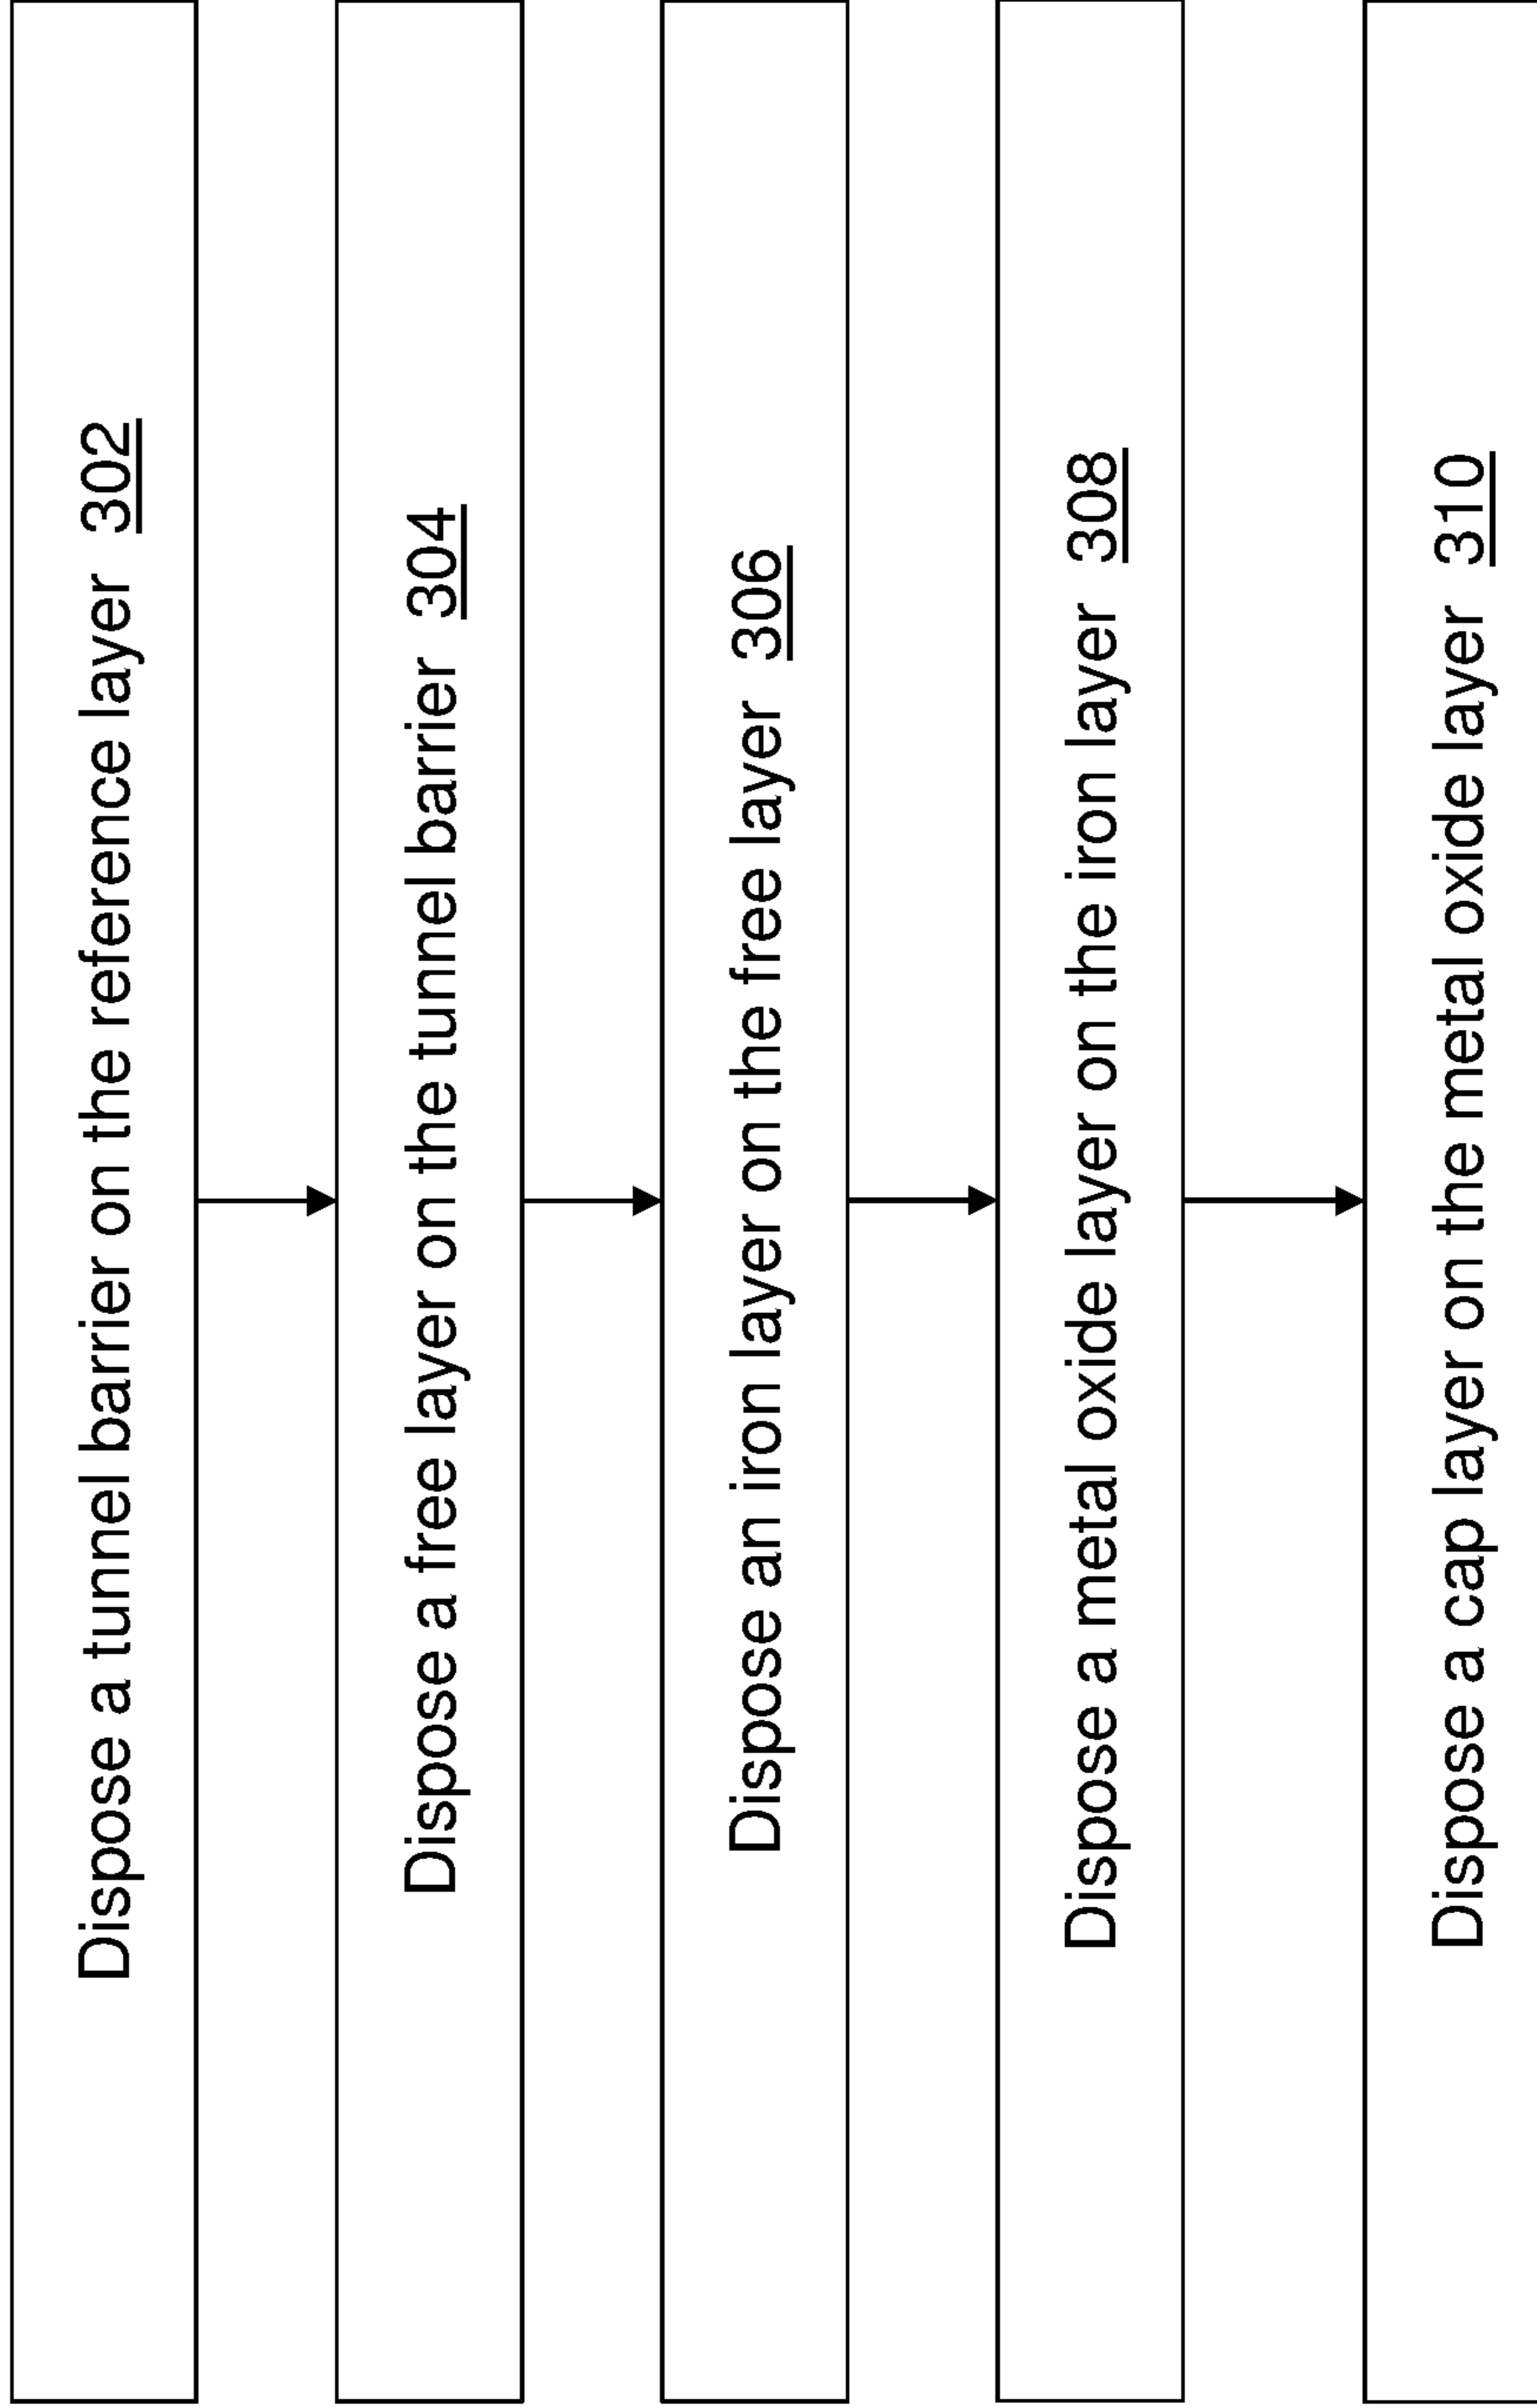 Dispose a tunnel barrier on the reference layer 302
Dispose a free layer on the tunnel barrier 304
Dispose an iron layer on the free layer 306
Dispose a metal oxide layer on the iron layer 308
Dispose a cap layer on the metal oxide layer 310